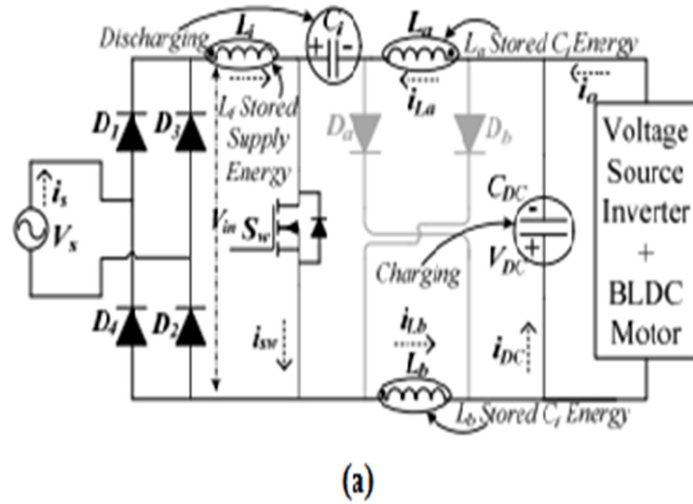 Discharging
Li
Ci
+
-
La
La Stored Ci Energy
iLa
io
D1
D3
Li Stored
Supply
Energy
Da
Db
Voltage
Source
Inverter
+
BLDC
Motor
CDC
-
is
Vs
Vin
Sw
Charging
VDC
+
D4
D2
isw
iLb
Lb
iDC
Lb Stored Ci Energy
(a)